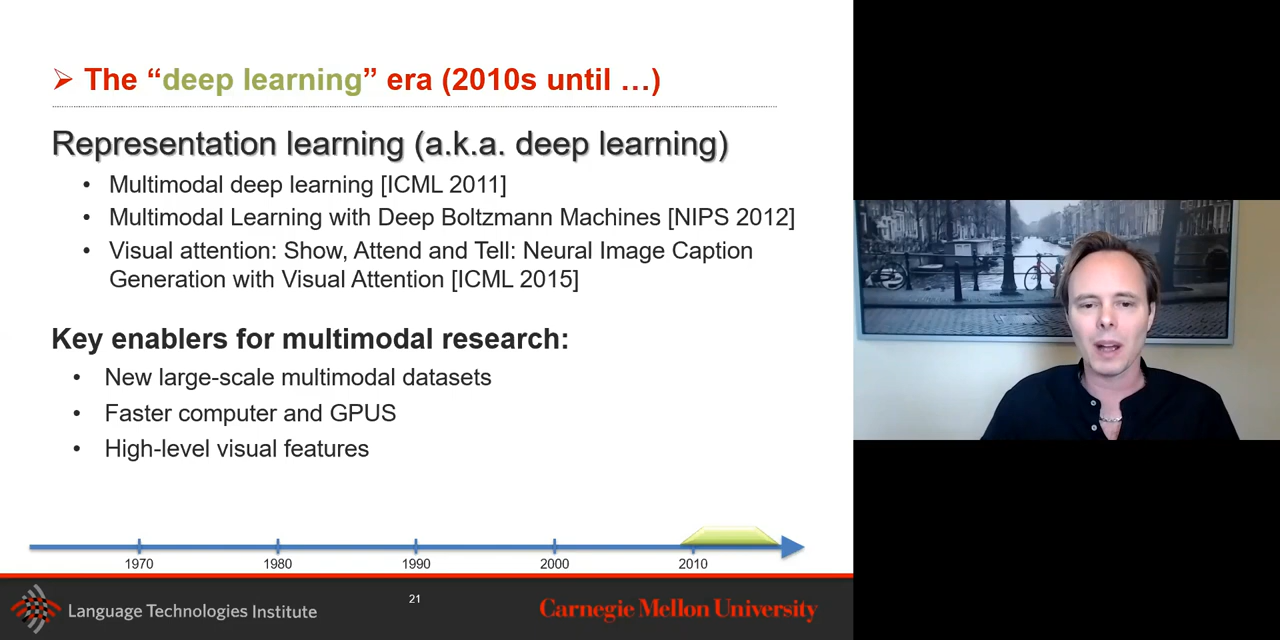 ➢ The “deep learning” era (2010s until …)
Representation learning (a.k.a. deep learning)
• Multimodal deep learning [ICML 2011]
• Multimodal Learning with Deep Boltzmann Machines [NIPS 2012]
• Visual attention: Show, Attend and Tell: Neural Image Caption
Generation with Visual Attention [ICML 2015]
Key enablers for multimodal research:
• New large-scale multimodal datasets
• Faster computer and GPUS
• High-level visual features
1970 1980 1990 2000 2010
Language Technologies Institute
21
Carnegie Mellon University